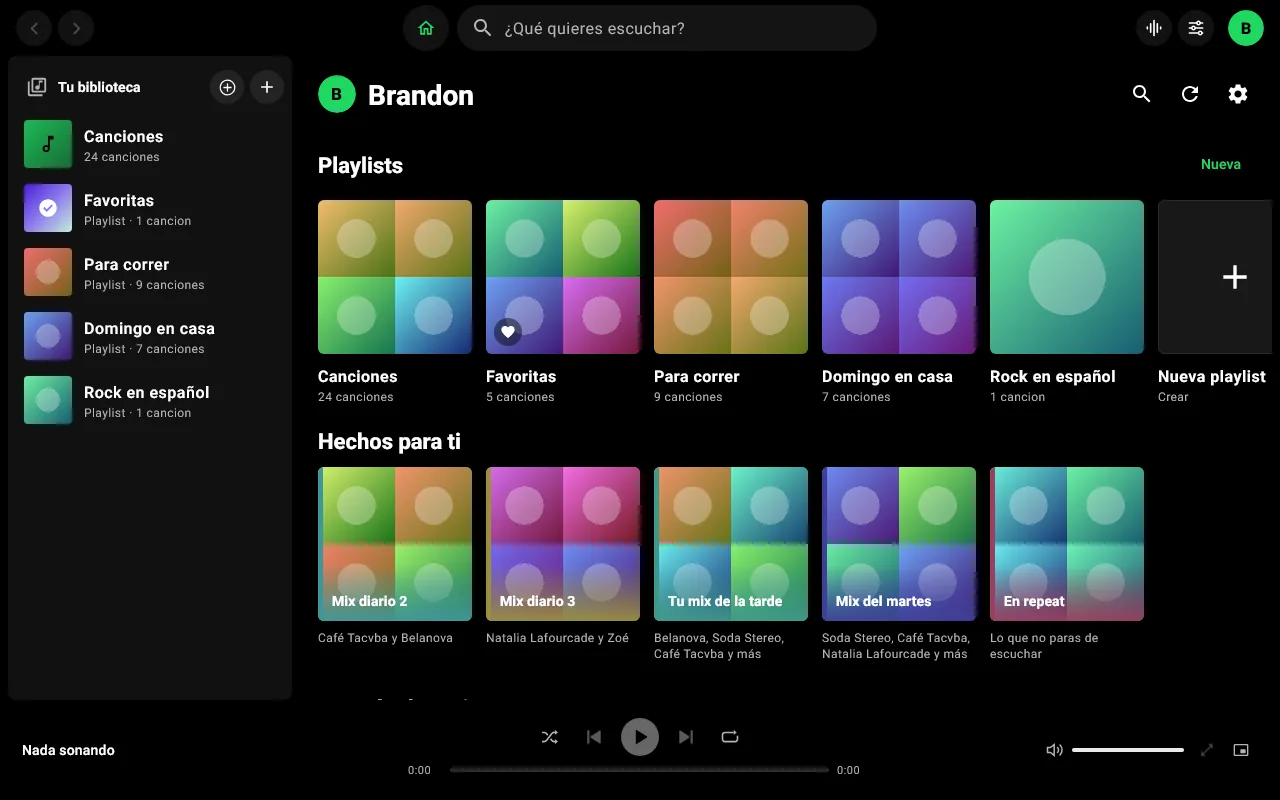 ¿Qué quieres escuchar?
B
Tu biblioteca
Canciones
24 canciones
Favoritas
Playlist · 1 cancion
Para correr
Playlist · 9 canciones
Domingo en casa
Playlist · 7 canciones
Rock en español
Playlist · 1 cancion
B
Brandon
Playlists
Nueva
Canciones
24 canciones
Favoritas
5 canciones
Para correr
9 canciones
Domingo en casa
7 canciones
Rock en español
1 cancion
Nueva playlist
Crear
Hechos para ti
Mix diario 2
Café Tacvba y Belanova
Mix diario 3
Natalia Lafourcade y Zoé
Tu mix de la tarde
Belanova, Soda Stereo,
Café Tacvba y más
Mix del martes
Soda Stereo, Café Tacvba,
Natalia Lafourcade y más
En repeat
Lo que no paras de
escuchar
Nada sonando
0:00
0:00